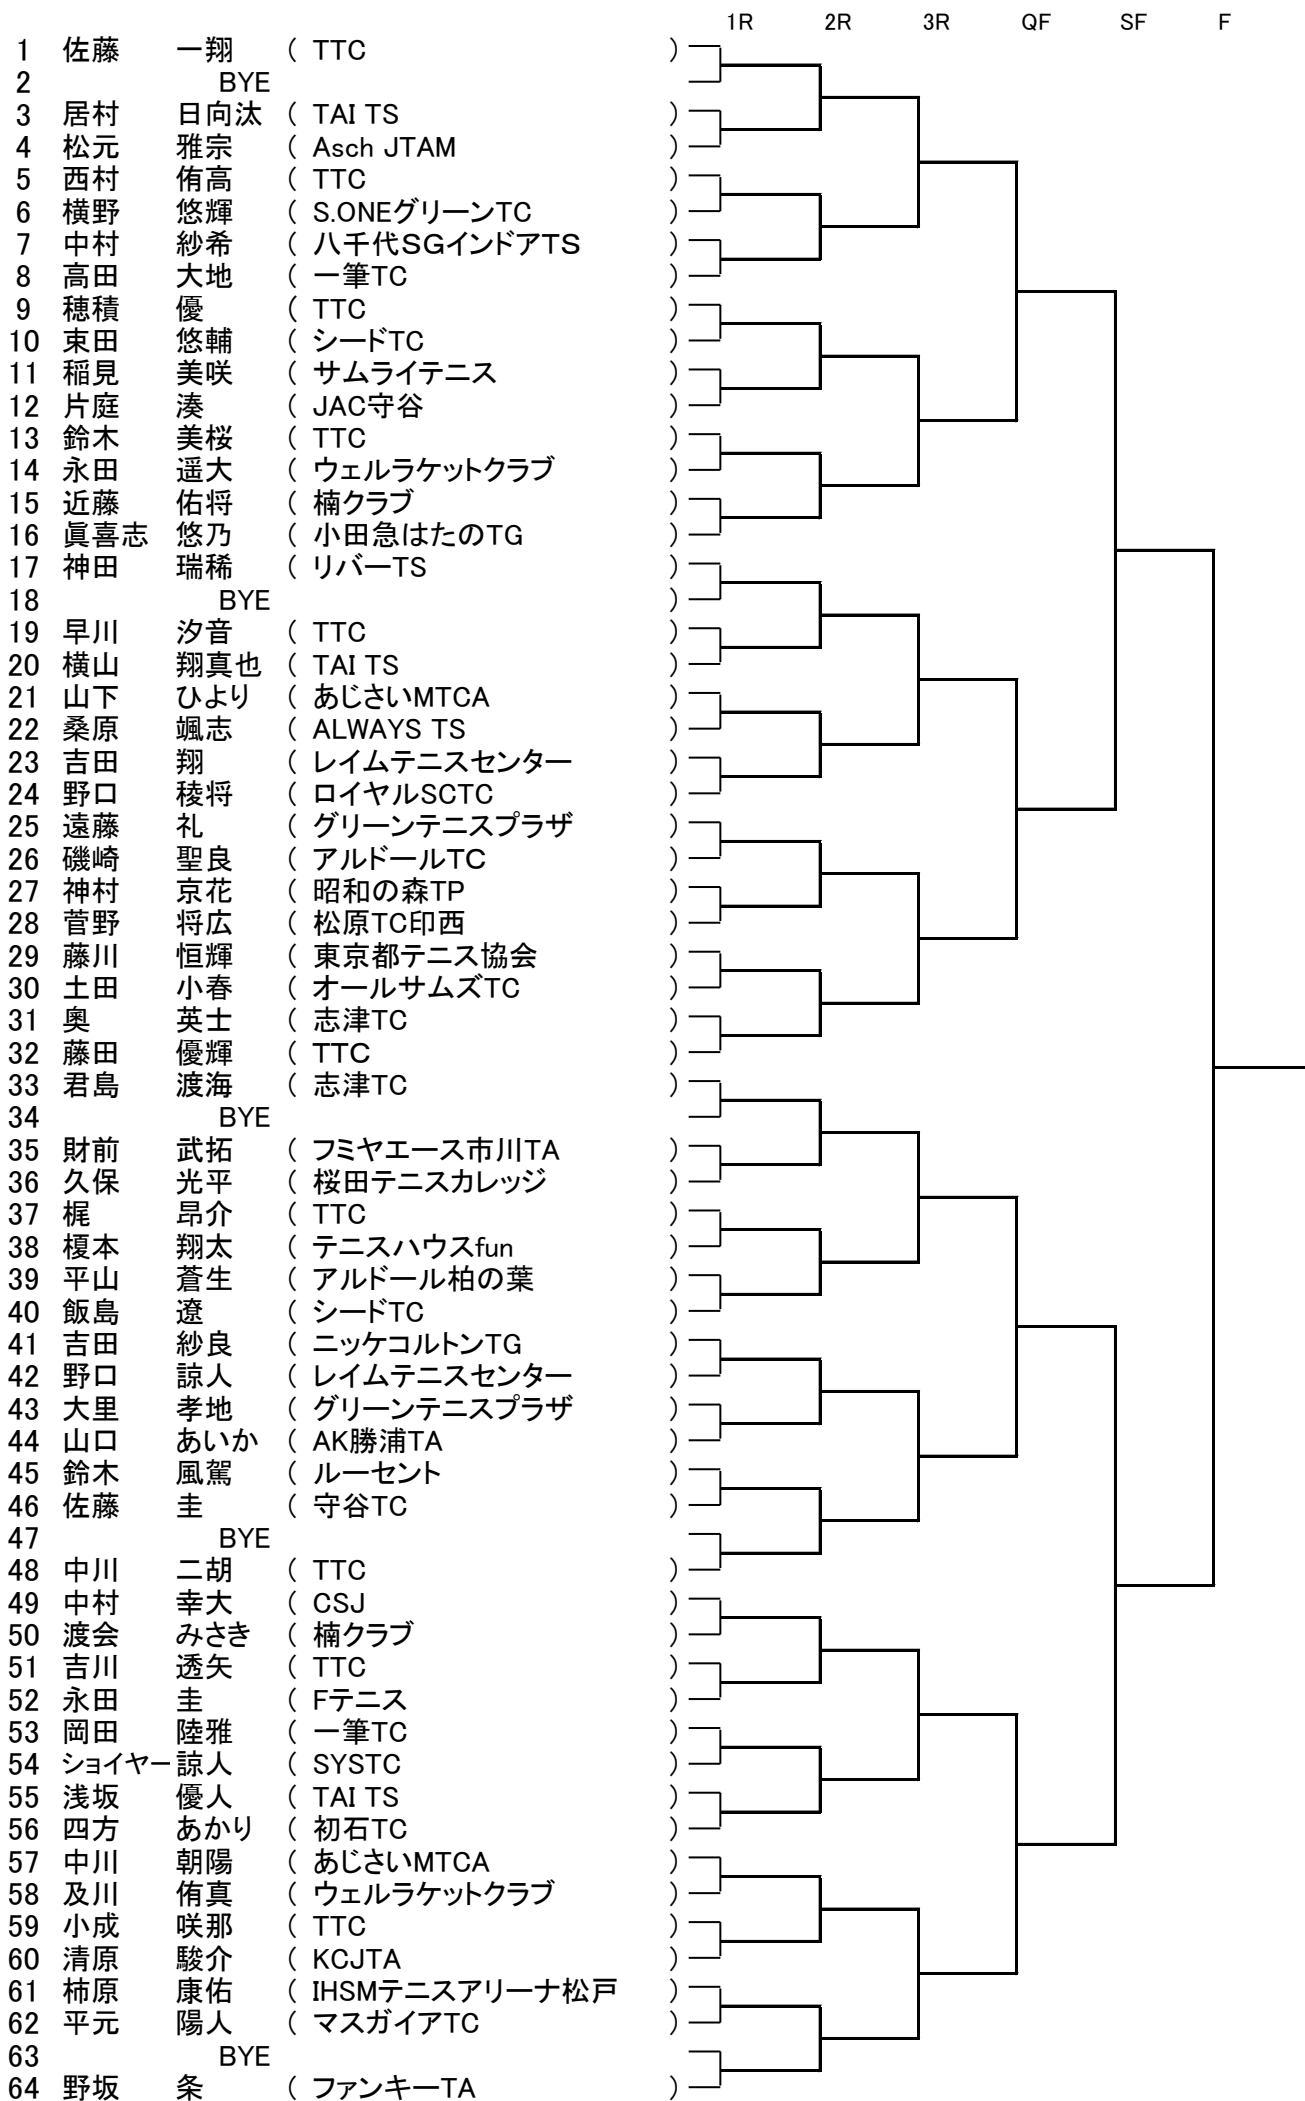 1R 2R 3R QF SF F
1 佐藤 一翔 ( TTC )
2 BYE )
3 居村 日向汰 ( TAI TS )
4 松元 雅宗 ( Asch JTAM )
5 西村 侑高 ( TTC )
6 横野 悠輝 ( S.ONEグリーンTC )
7 中村 紗希 ( 八千代SGインドアTS )
8 高田 大地 ( 一筆TC )
9 穂積 優 ( TTC )
10 束田 悠輔 ( シードTC )
11 稲見 美咲 ( サムライテニス )
12 片庭 湊 ( JAC守谷 )
13 鈴木 美桜 ( TTC )
14 永田 遥大 ( ウェルラケットクラブ )
15 近藤 佑将 ( 楠クラブ )
16 眞喜志 悠乃 ( 小田急はたのTG )
17 神田 瑞稀 ( リバーTS )
18 BYE )
19 早川 汐音 ( TTC )
20 横山 翔真也 ( TAI TS )
21 山下 ひより ( あじさいMTCA )
22 桑原 颯志 ( ALWAYS TS )
23 吉田 翔 ( レイムテニスセンター )
24 野口 稜将 ( ロイヤルSCTC )
25 遠藤 礼 ( グリーンテニスプラザ )
26 磯崎 聖良 ( アルドールTC )
27 神村 京花 ( 昭和の森TP )
28 菅野 将広 ( 松原TC印西 )
29 藤川 恒輝 ( 東京都テニス協会 )
30 土田 小春 ( オールサムズTC )
31 奥 英士 ( 志津TC )
32 藤田 優輝 ( TTC )
33 君島 渡海 ( 志津TC )
34 BYE )
35 財前 武拓 ( フミヤエース市川TA )
36 久保 光平 ( 桜田テニスカレッジ )
37 梶 昂介 ( TTC )
38 榎本 翔太 ( テニスハウスfun )
39 平山 蒼生 ( アルドール柏の葉 )
40 飯島 遼 ( シードTC )
41 吉田 紗良 ( ニッケコルトンTG )
42 野口 諒人 ( レイムテニスセンター )
43 大里 孝地 ( グリーンテニスプラザ )
44 山口 あいか ( AK勝浦TA )
45 鈴木 風駕 ( ルーセント )
46 佐藤 圭 ( 守谷TC )
47 BYE )
48 中川 二胡 ( TTC )
49 中村 幸大 ( CSJ )
50 渡会 みさき ( 楠クラブ )
51 吉川 透矢 ( TTC )
52 永田 圭 ( Fテニス )
53 岡田 陸雅 ( 一筆TC )
54 ショイヤー 諒人 ( SYSTC )
55 浅坂 優人 ( TAI TS )
56 四方 あかり ( 初石TC )
57 中川 朝陽 ( あじさいMTCA )
58 及川 侑真 ( ウェルラケットクラブ )
59 小成 咲那 ( TTC )
60 清原 駿介 ( KCJTA )
61 柿原 康佑 ( IHSMテニスアリーナ松戸 )
62 平元 陽人 ( マスガイアTC )
63 BYE )
64 野坂 条 ( ファンキーTA )